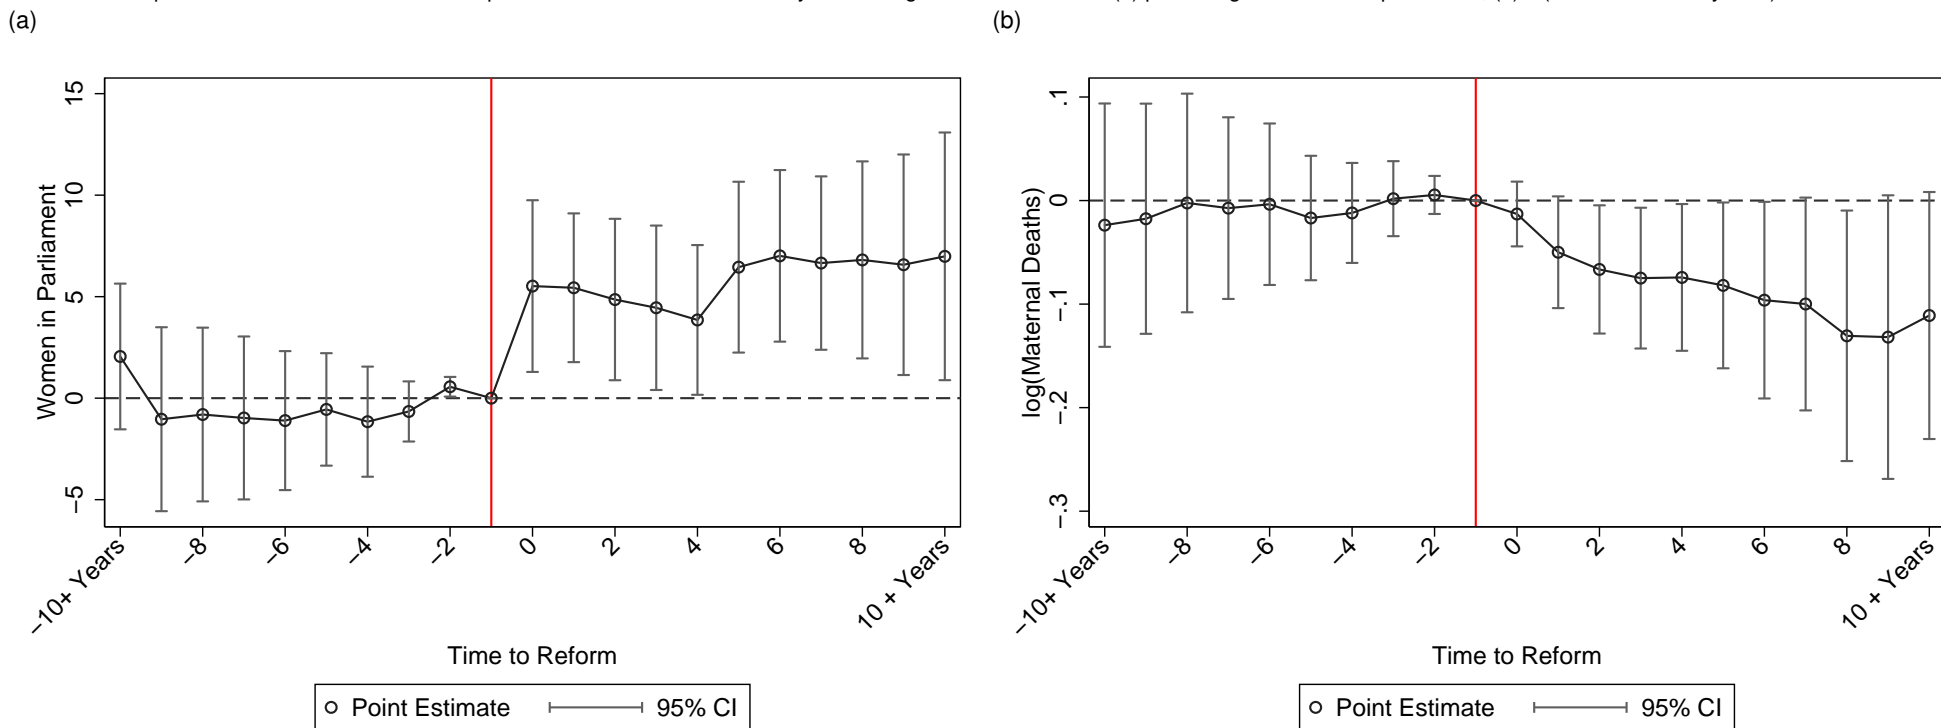 (a)
(b)
15
10
5
0
−5
Women in Parliament
−10+ Years
−8
−6
−4
−2
0
2
4
6
8
10 + Years
Time to Reform
Point Estimate
95% CI
.1
0
−.1
−.2
−.3
log(Maternal Deaths)
−10+ Years
−8
−6
−4
−2
0
2
4
6
8
10 + Years
Time to Reform
Point Estimate
95% CI